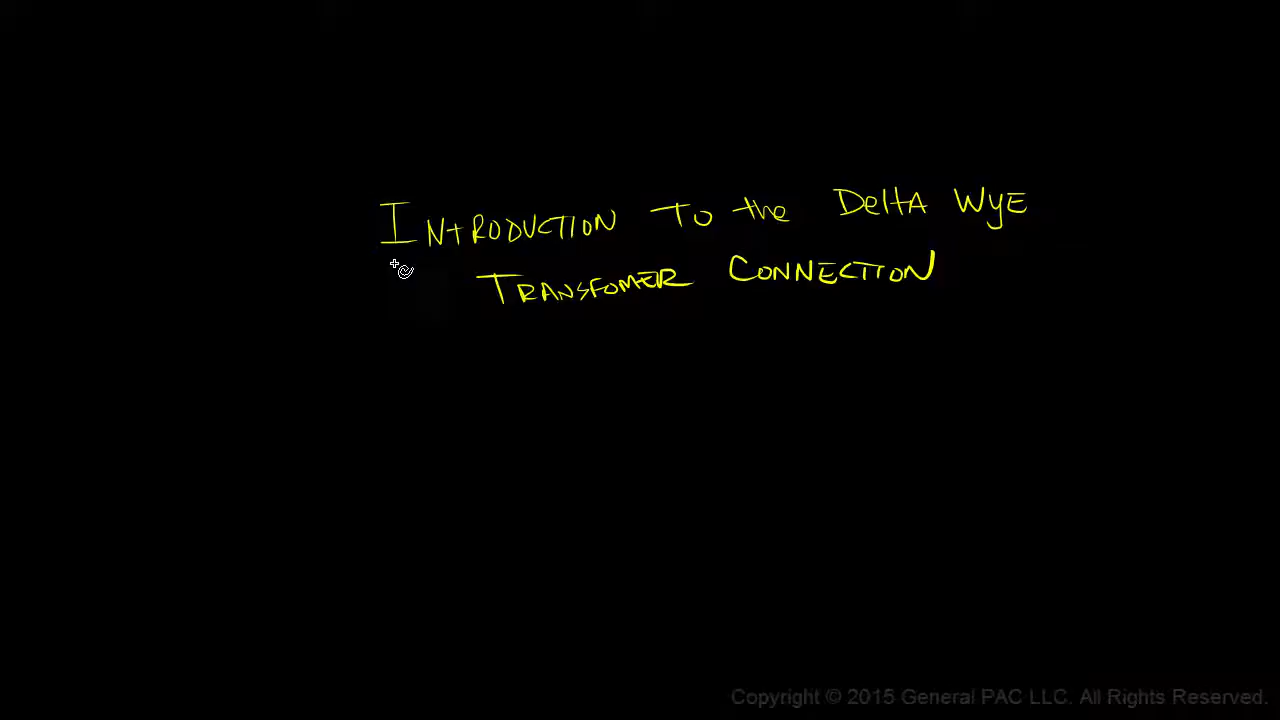 Introduction To the Delta Wye
Transfomer Connection
Copyright © 2015 General PAC LLC. All Rights Reserved.